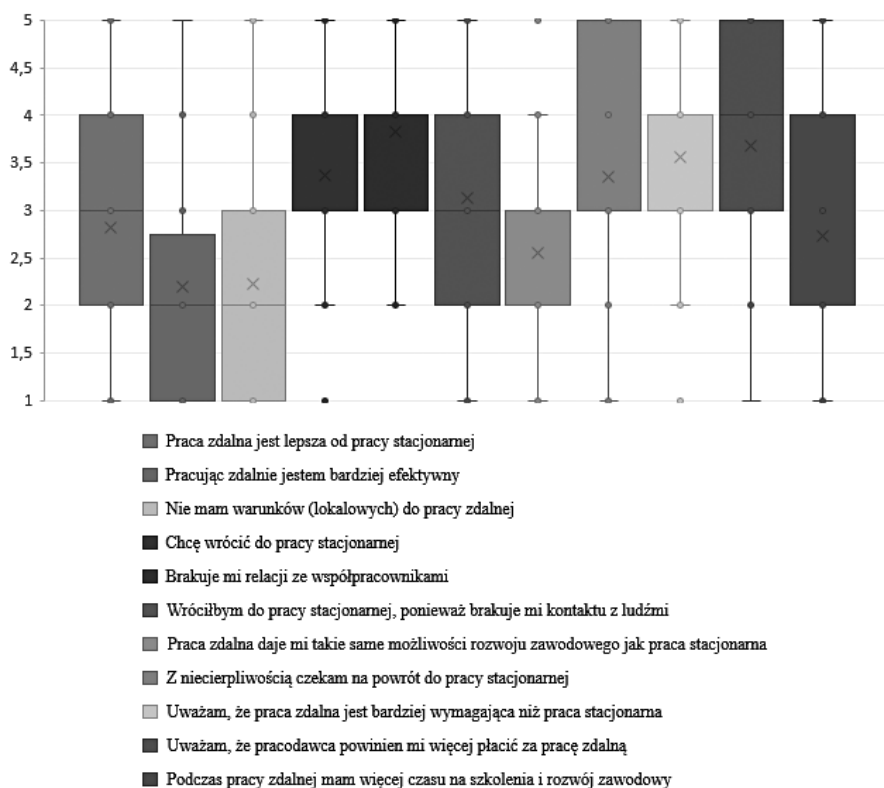 5
4,5
4
3,5
3
2,5
2
1,5
1
Praca zdalna jest lepsza od pracy stacjonarnej
Pracując zdalnie jestem bardziej efektywny
Nie mam warunków (lokalowych) do pracy zdalnej
Chcę wrócić do pracy stacjonarnej
Brakuje mi relacji ze współpracownikami
Wróciłbym do pracy stacjonarnej, ponieważ brakuje mi kontaktu z ludźmi
Praca zdalna daje mi takie same możliwości rozwoju zawodowego jak praca stacjonarna
Z niecierpliwością czekam na powrót do pracy stacjonarnej
Uważam, że praca zdalna jest bardziej wymagająca niż praca stacjonarna
Uważam, że pracodawca powinien mi więcej płacić za pracę zdalną
Podczas pracy zdalnej mam więcej czasu na szkolenia i rozwój zawodowy